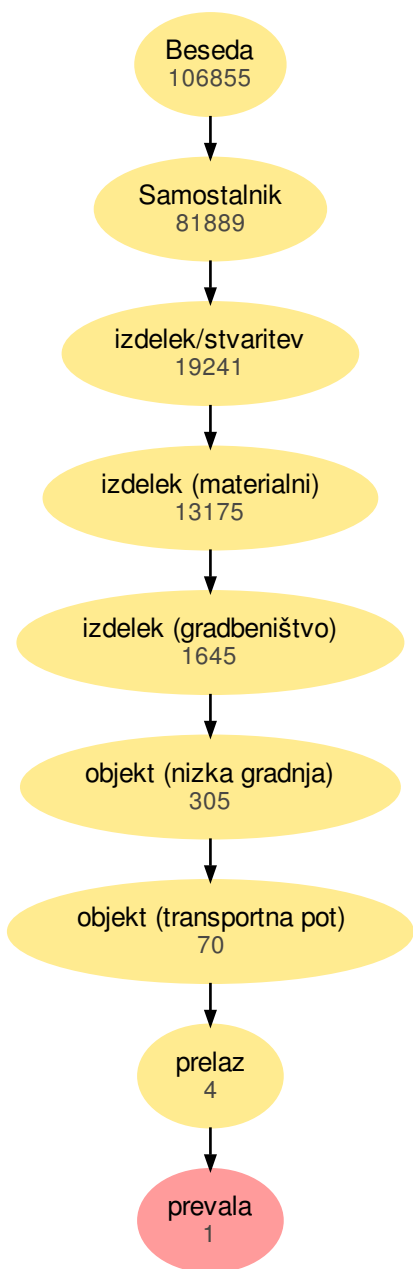 Beseda
106855
Samostalnik
81889
izdelek/stvaritev
19241
izdelek (materialni)
13175
izdelek (gradbeništvo)
1645
objekt (nizka gradnja)
305
objekt (transportna pot)
70
prelaz
4
prevala
1